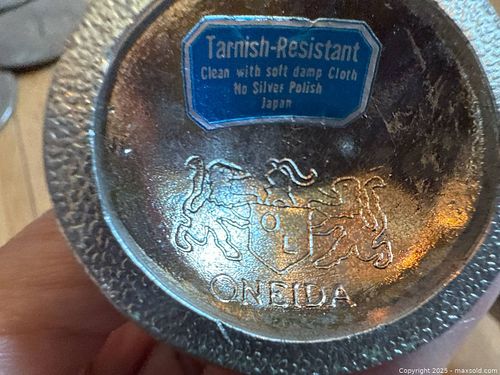 Tarnish-Resistant
Clean with soft damp Cloth
No Silver Polish
Japan
O
L
ONEIDA
Copyright 2025 - maxsold.com